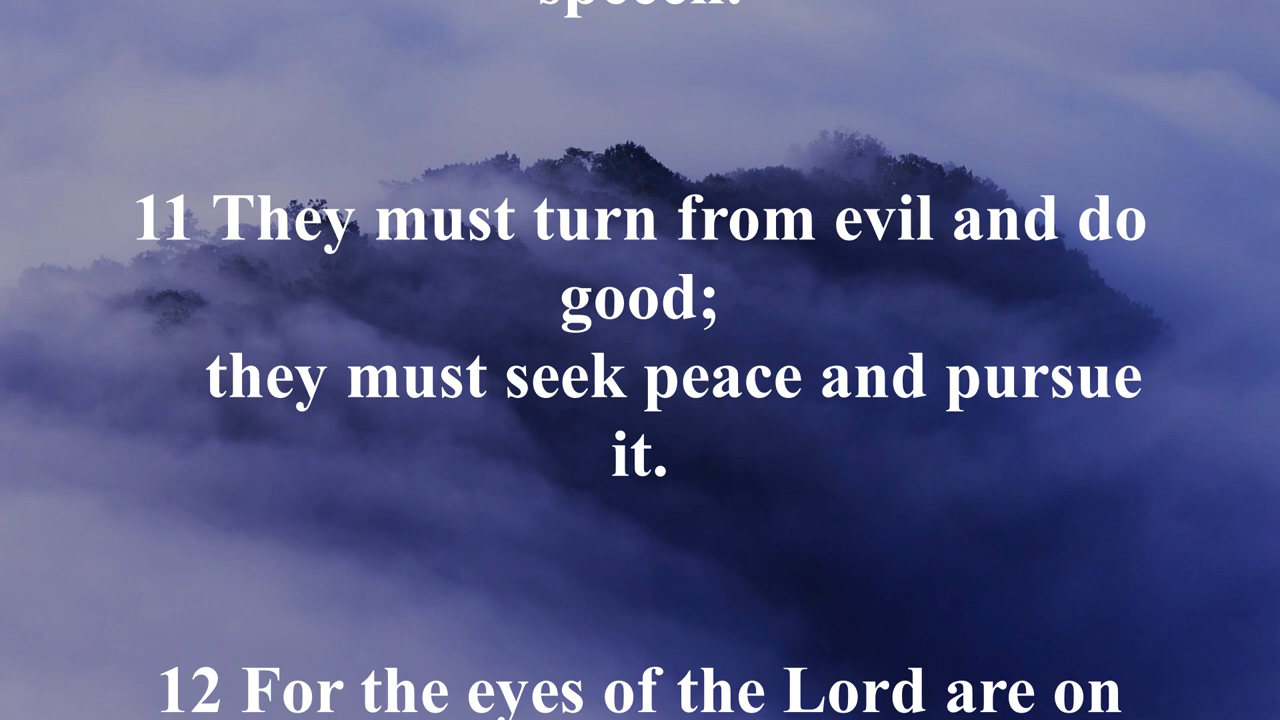 speech.
11 They must turn from evil and do
good;
they must seek peace and pursue
it.
12 For the eyes of the Lord are on